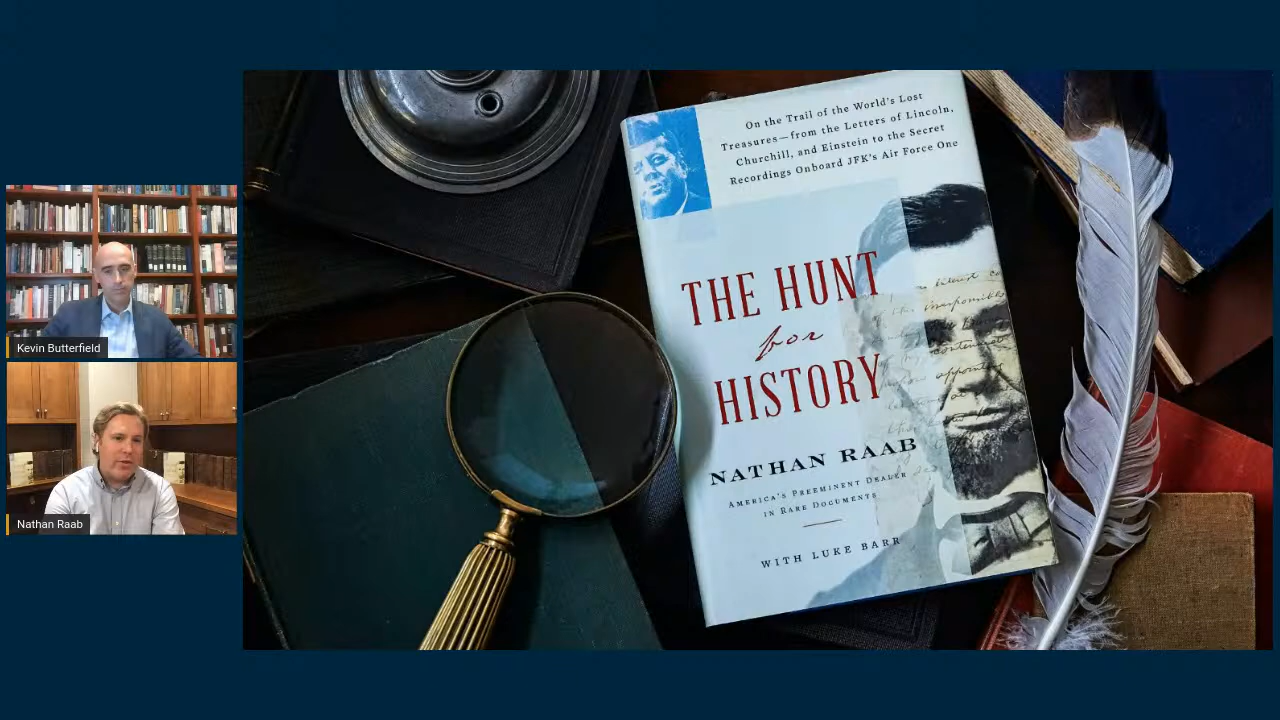 Kevin Butterfield
Nathan Raab
On the Trail of the World's Lost
Treasures—from the Letters of Lincoln,
Churchill, and Einstein to the Secret
Recordings Onboard JFK's Air Force One
THE HUNT
for
HISTORY
NATHAN RAAB
AMERICA'S PREEMINENT DEALER
IN RARE DOCUMENTS
WITH LUKE BARR